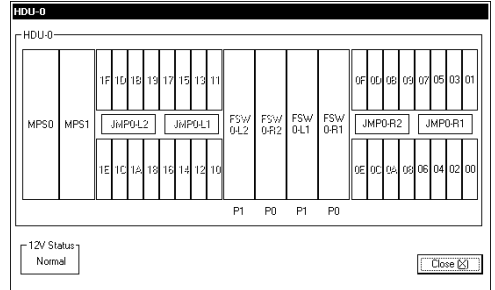 HDU-0
HDU-0
1F 1D 1B 19 17 15 13 11
0F 0D 0B 09 07 05 03 01
MPS0 MPS1 JMP0-L2 JMP0-L1 FSW 0-L2 FSW 0-R2 FSW 0-L1 FSW 0-R1 JMP0-R2 JMP0-R1
1E 1C 1A 18 16 14 12 10
0E 0C 0A 08 06 04 02 00
P1 P0 P1 P0
12V Status
Normal
Close (X)